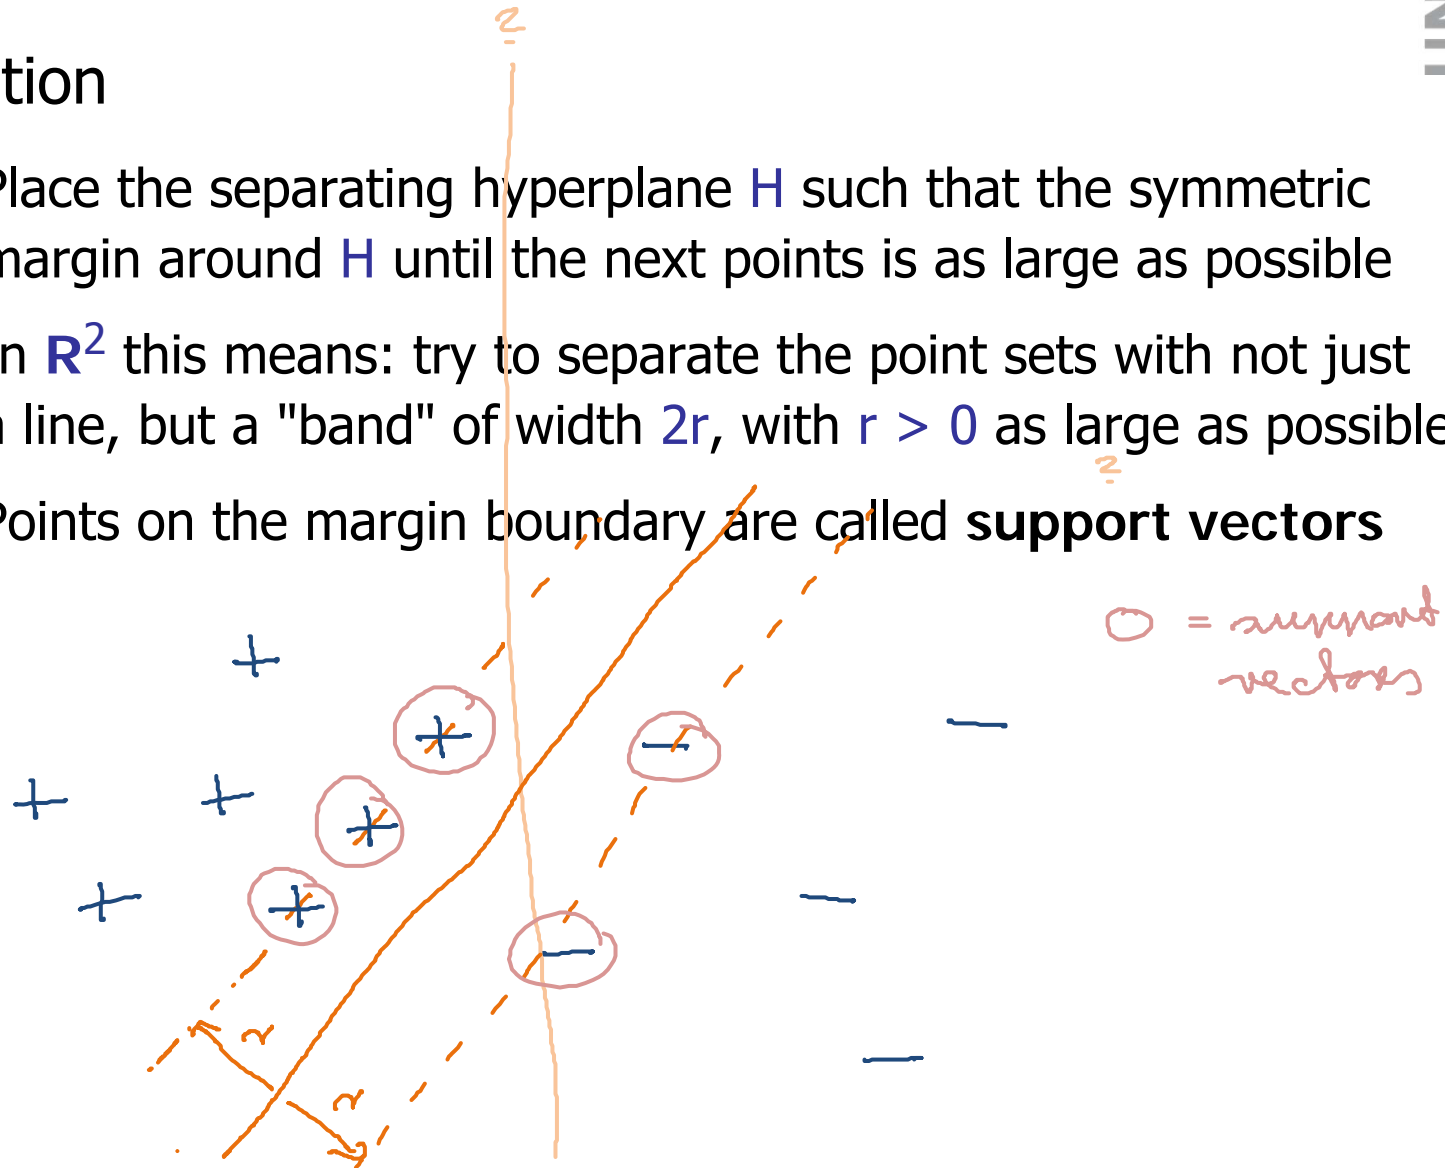 ?
tion
Place the separating hyperplane H such that the symmetric
margin around H until the next points is as large as possible
n R² this means: try to separate the point sets with not just
line, but a "band" of width 2r, with r > 0 as large as possible
?
Points on the margin boundary are called support vectors
= support
vectors
r
r